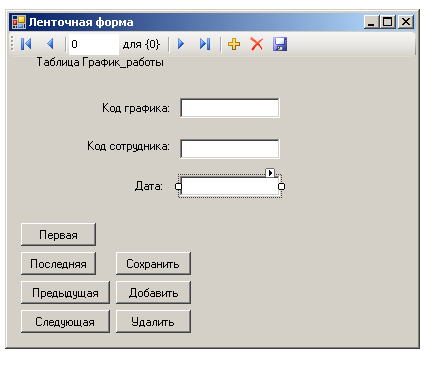 Ленточная форма
0 для {0}
Таблица График_работы
Код графика:
Код сотрудника:
Дата:
Первая
Последняя Сохранить
Предыдущая Добавить
Следующая Удалить